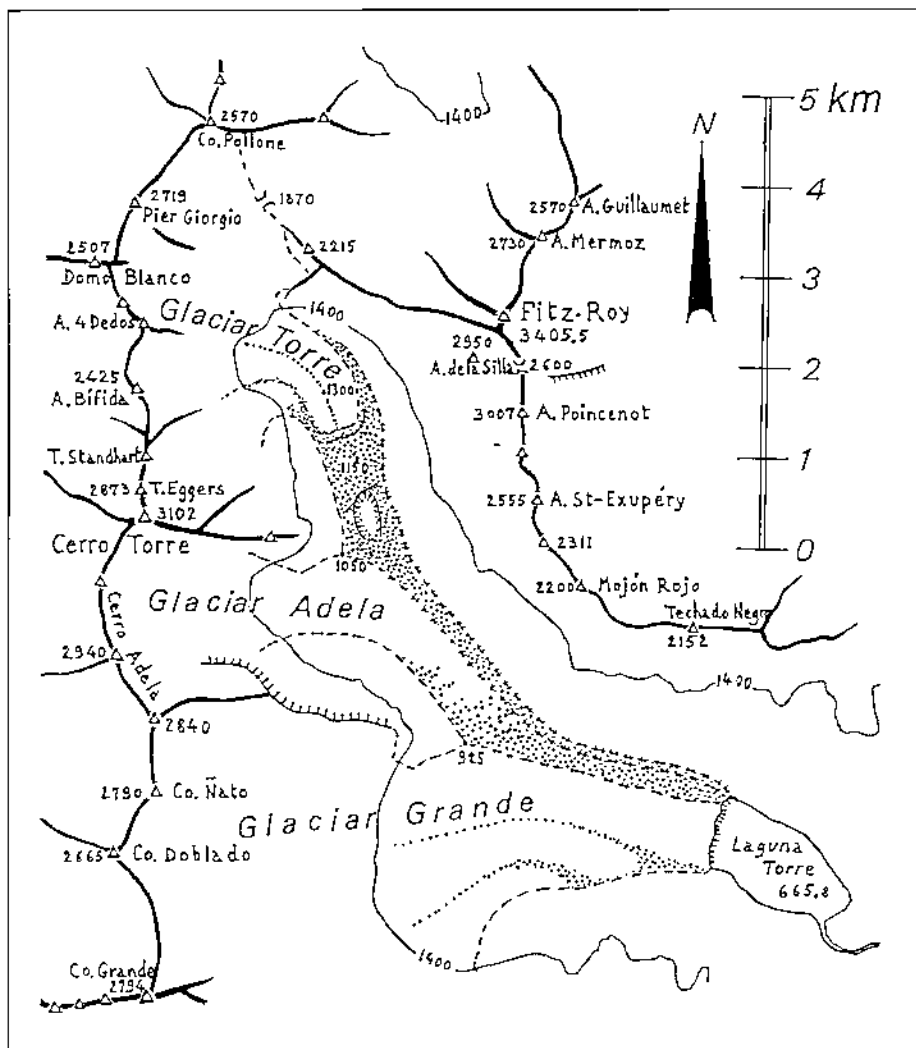 5 km
4
3
2
1
0
N
1400
2570
Co. Pollone
1870
2719
Pier Giorgio
2570
A. Guillaumet
2730
A. Mermoz
2215
2507
Domo Blanco
Glaciar Torre
1400
A. 4 Dedos
Fitz-Roy
3405.5
2950
A. de la Silla
2600
1300
2425
A. Bífida
3007
A. Poincenot
T. Standhart
1150
2873
T. Eggers
2555
A. St-Exupéry
3102
Cerro Torre
2311
1050
Glaciar Adela
2200
Mojón Rojo
Techado Negro
2152
Cerro Adela
2940
1400
2840
925
2790
Co. Ñato
Glaciar Grande
2665
Co. Doblado
Laguna
Torre
665.8
1400
Co. Grande
2794